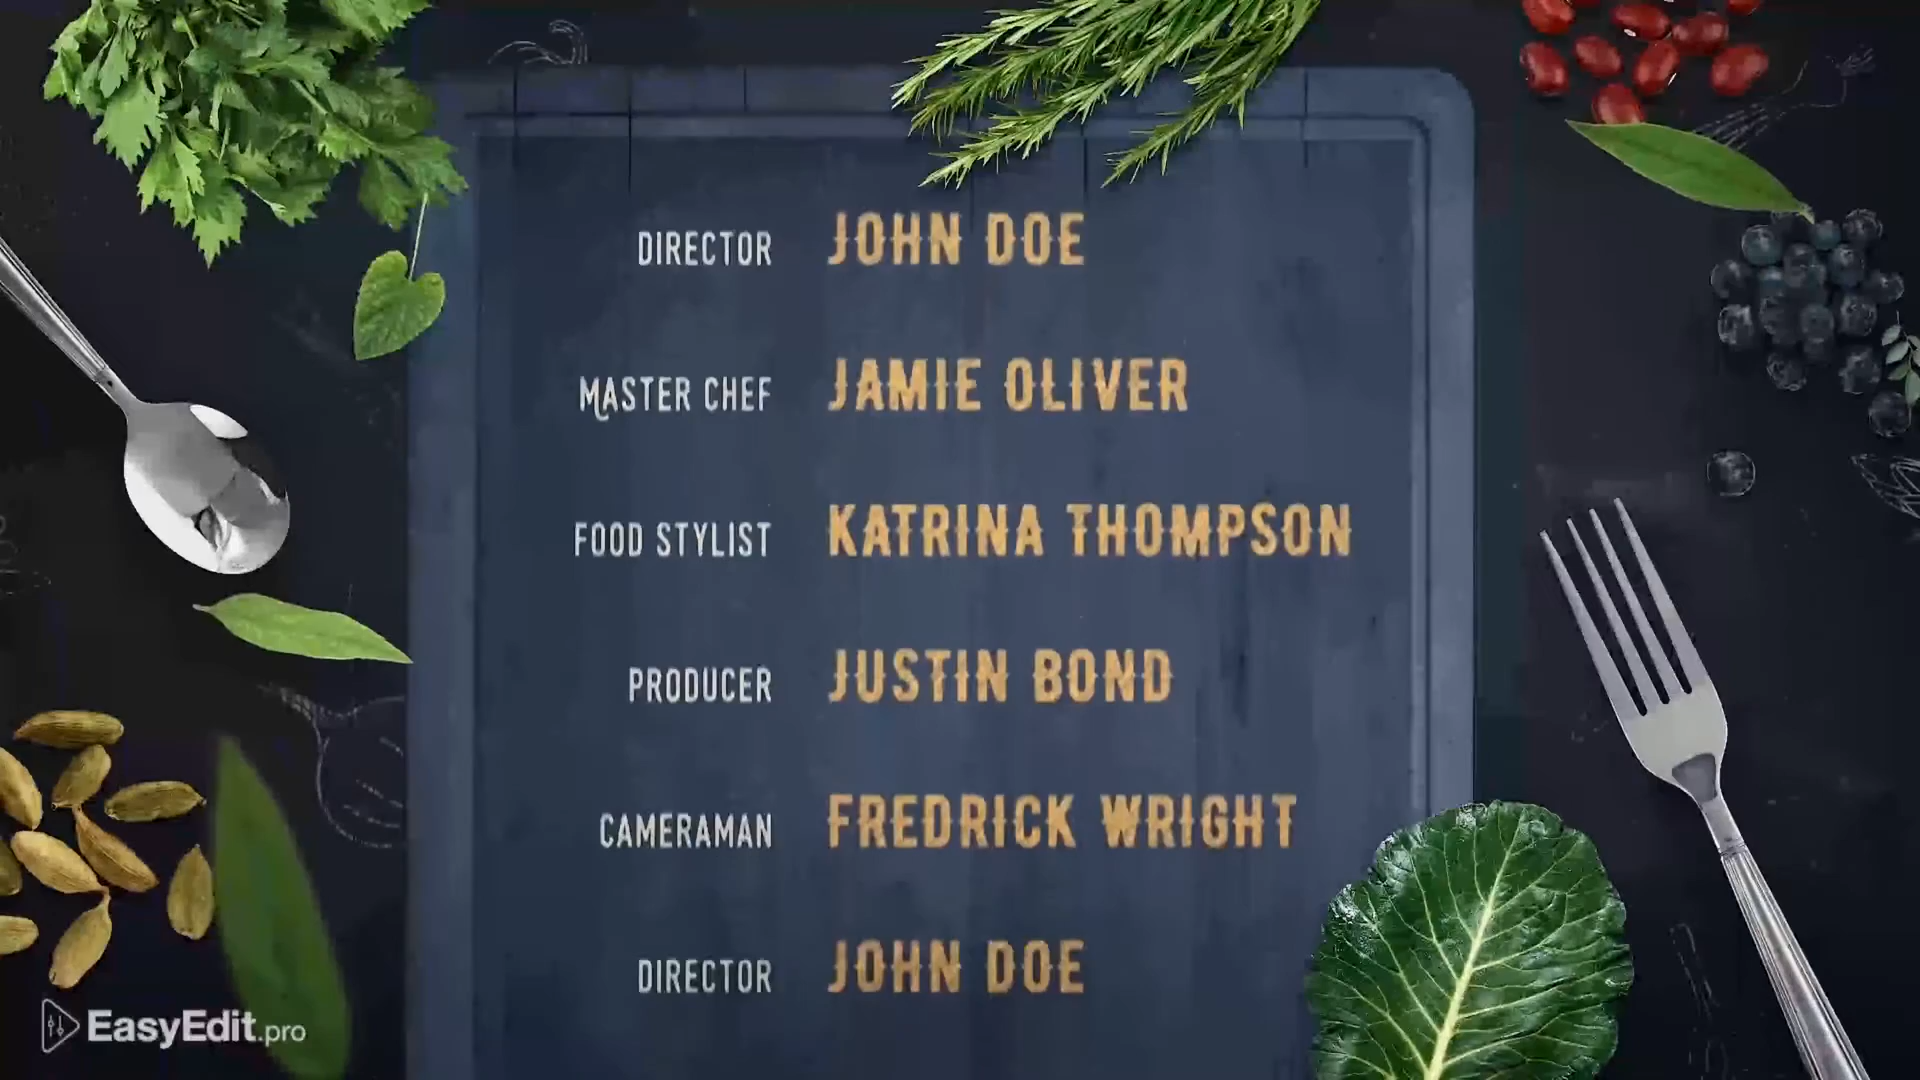 DIRECTOR JOHN DOE
MASTER CHEF JAMIE OLIVER
FOOD STYLIST KATRINA THOMPSON
PRODUCER JUSTIN BOND
CAMERAMAN FREDRICK WRIGHT
DIRECTOR JOHN DOE
EasyEdit.pro